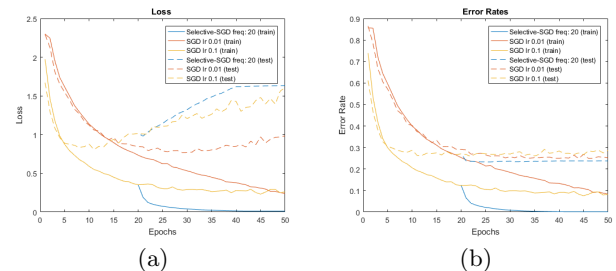 Loss
2.5
2
1.5
1
0.5
0
Loss
Selective-SGD freq: 20 (train)
SGD lr 0.01 (train)
SGD lr 0.1 (train)
Selective-SGD freq: 20 (test)
SGD lr 0.01 (test)
SGD lr 0.1 (test)
0 5 10 15 20 25 30 35 40 45 50
Epochs
(a)
Error Rates
0.9
0.8
0.7
0.6
0.5
0.4
0.3
0.2
0.1
0
Error Rate
Selective-SGD freq: 20 (train)
SGD lr 0.01 (train)
SGD lr 0.1 (train)
Selective-SGD freq: 20 (test)
SGD lr 0.01 (test)
SGD lr 0.1 (test)
0 5 10 15 20 25 30 35 40 45 50
Epochs
(b)